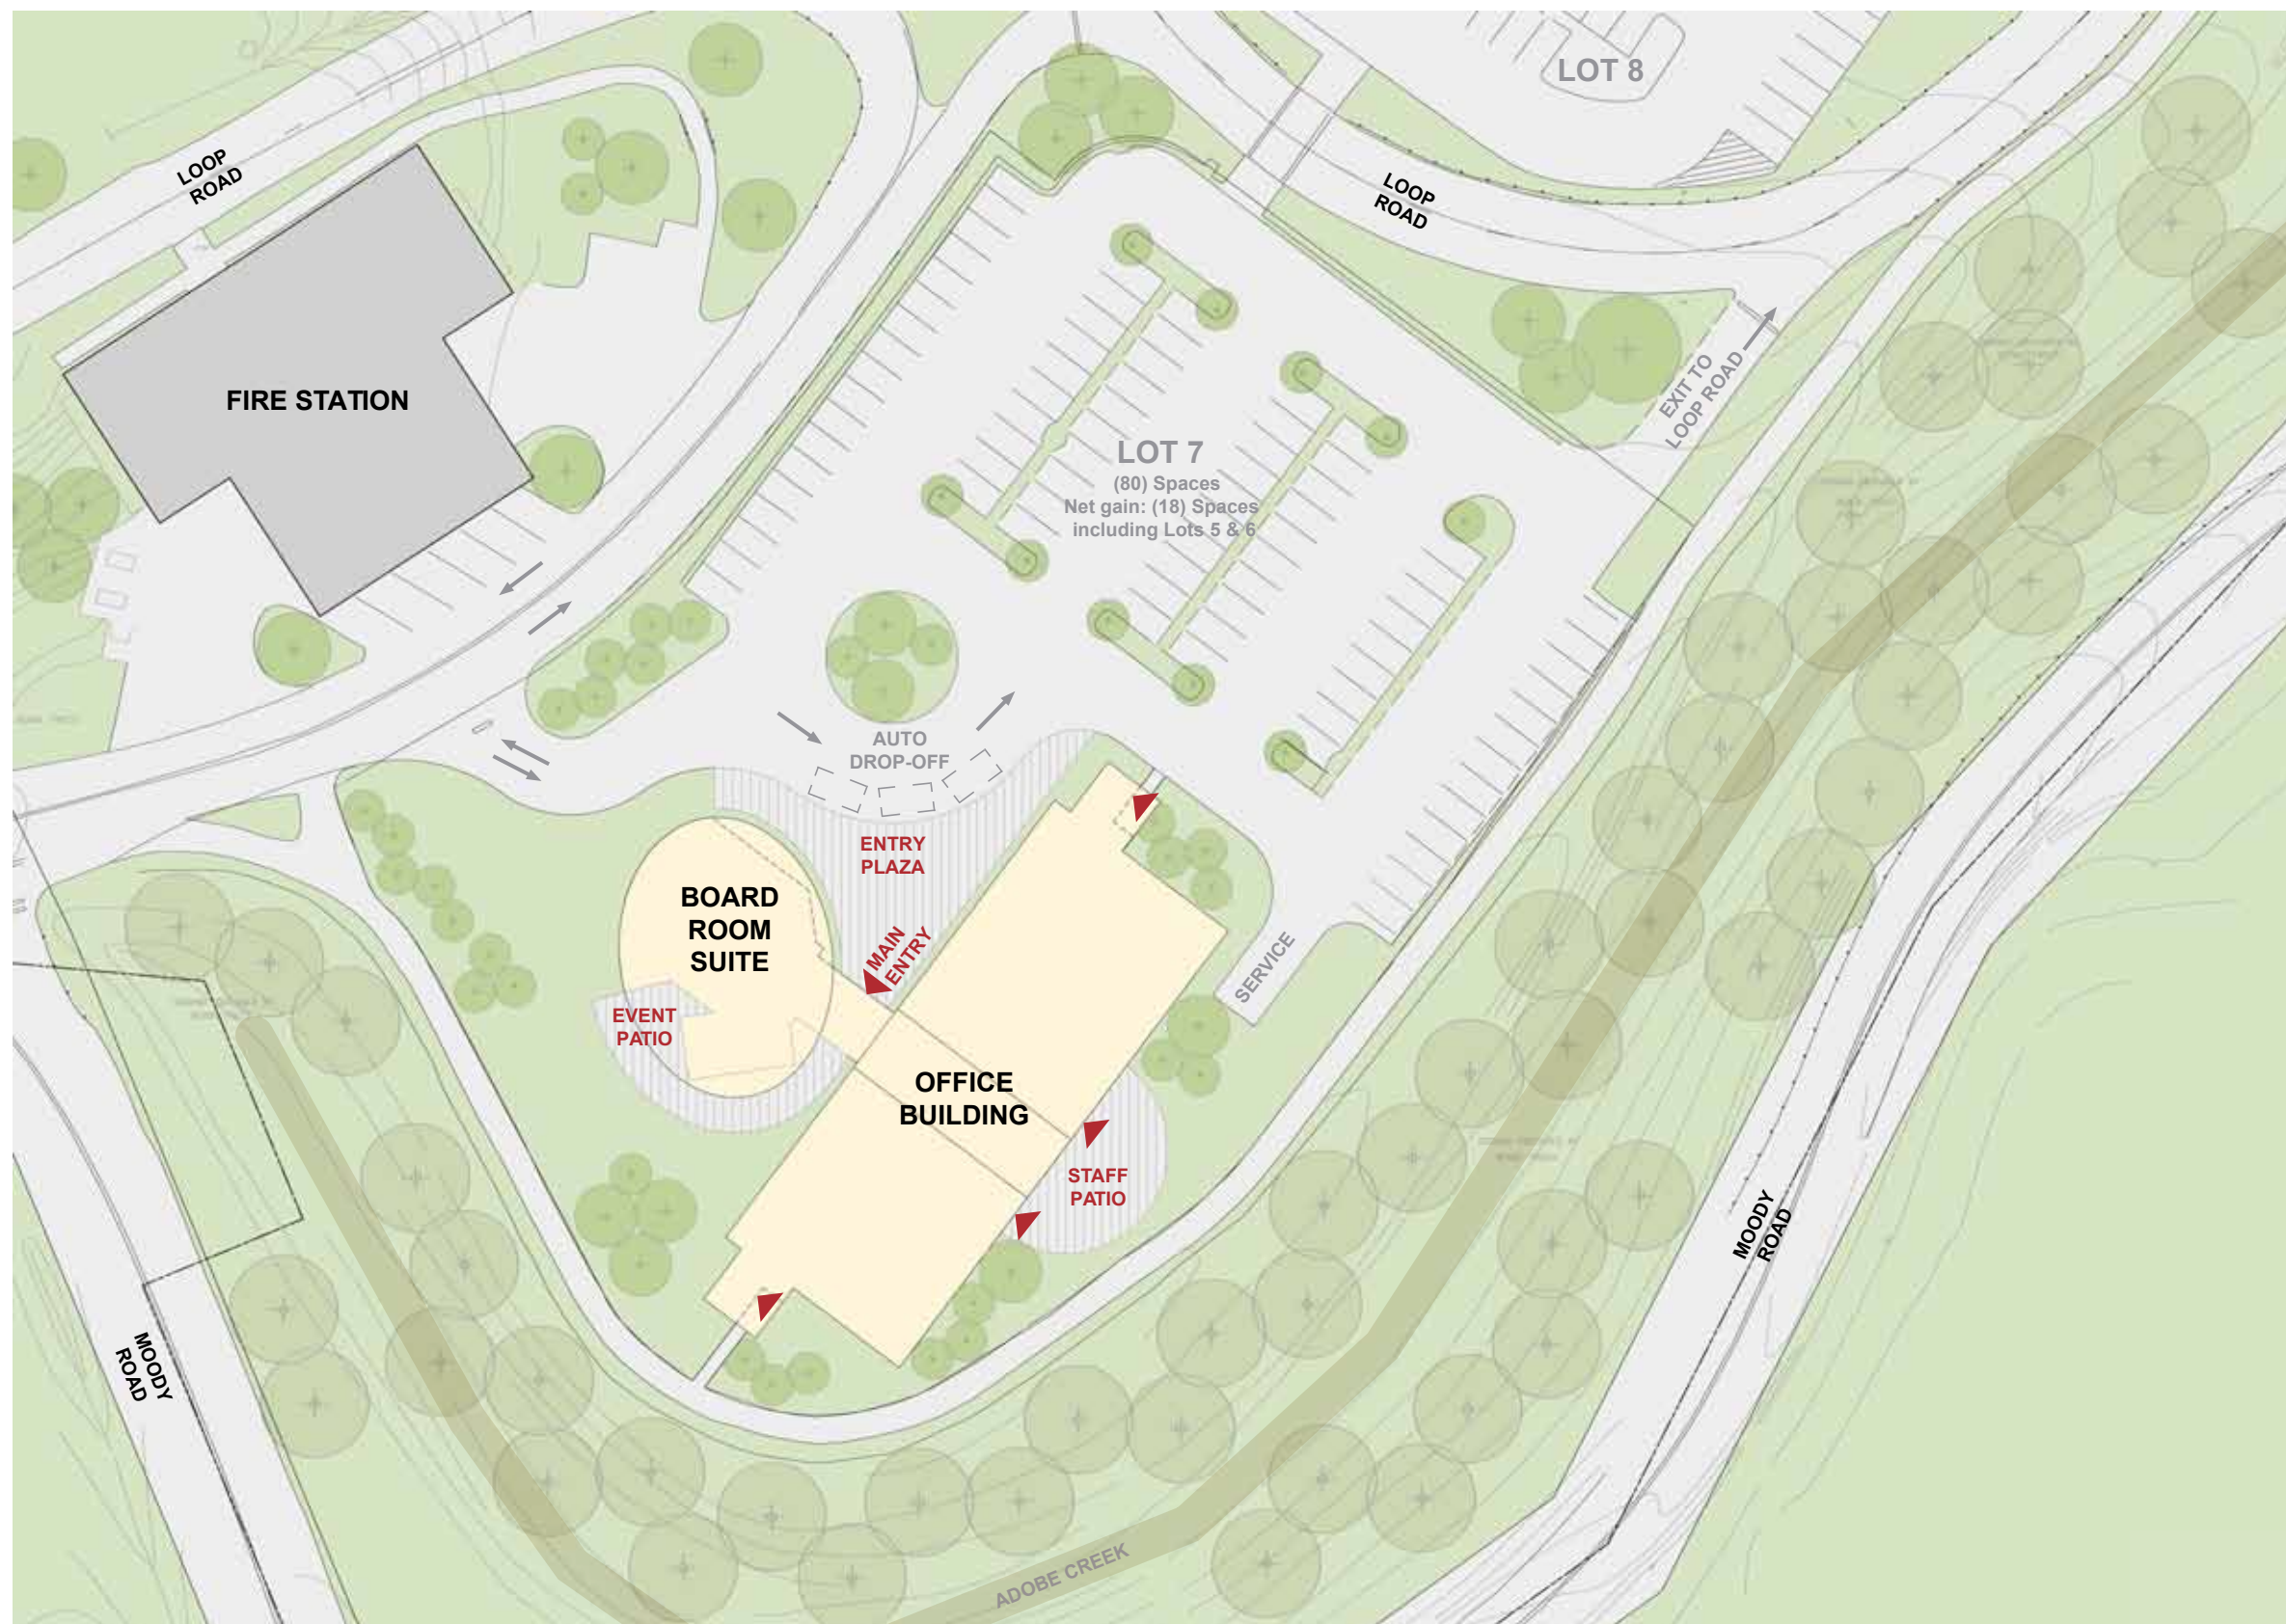 LOT 8
LOOP
ROAD
LOOP
ROAD
FIRE STATION
EXIT TO
LOOP ROAD
LOT 7
(80) Spaces
Net gain: (18) Spaces
including Lots 5 & 6
AUTO
DROP-OFF
ENTRY
PLAZA
BOARD
ROOM
SUITE
MAIN
ENTRY
SERVICE
EVENT
PATIO
OFFICE
BUILDING
STAFF
PATIO
MOODY
ROAD
MOODY
ROAD
ADOBE CREEK